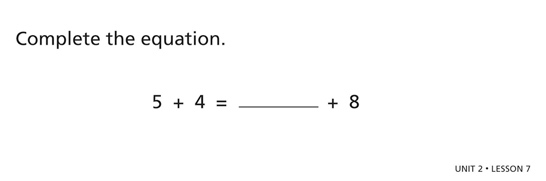 Complete the equation.
5 + 4 = ________ + 8
UNIT 2 • LESSON 7